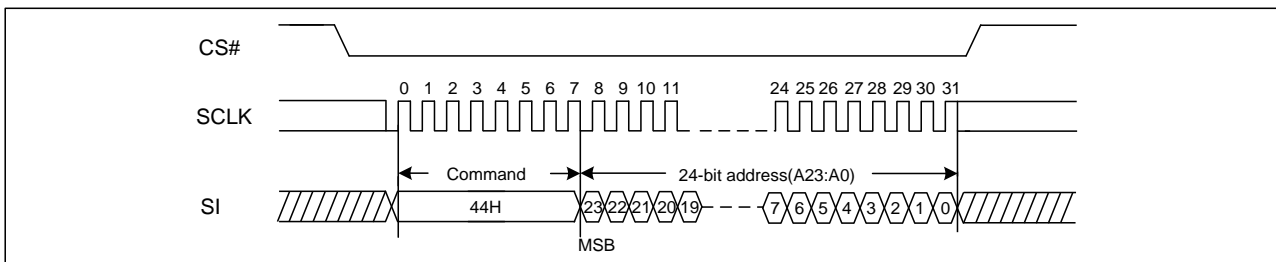 CS#
0 1 2 3 4 5 6 7 8 9 10 11 24 25 26 27 28 29 30 31
SCLK
Command 24-bit address(A23:A0)
SI 44H 23 22 21 20 19 7 6 5 4 3 2 1 0
MSB